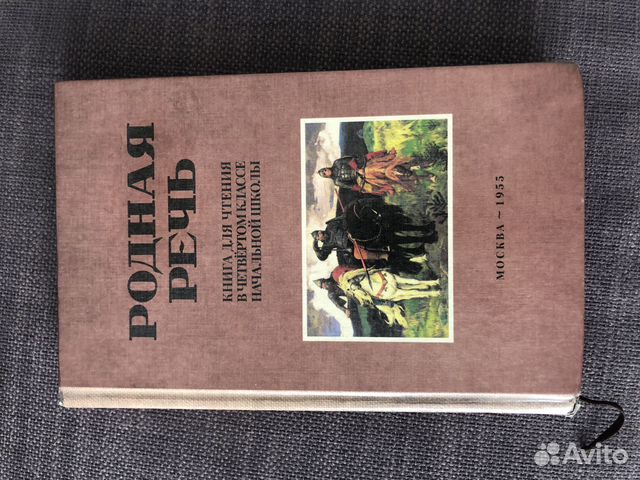 РОДНАЯ
РЕЧЬ
КНИГА ДЛЯ ЧТЕНИЯ
В ЧЕТВЕРТОМ КЛАССЕ
НАЧАЛЬНОЙ ШКОЛЫ
МОСКВА ~ 1955
Avito